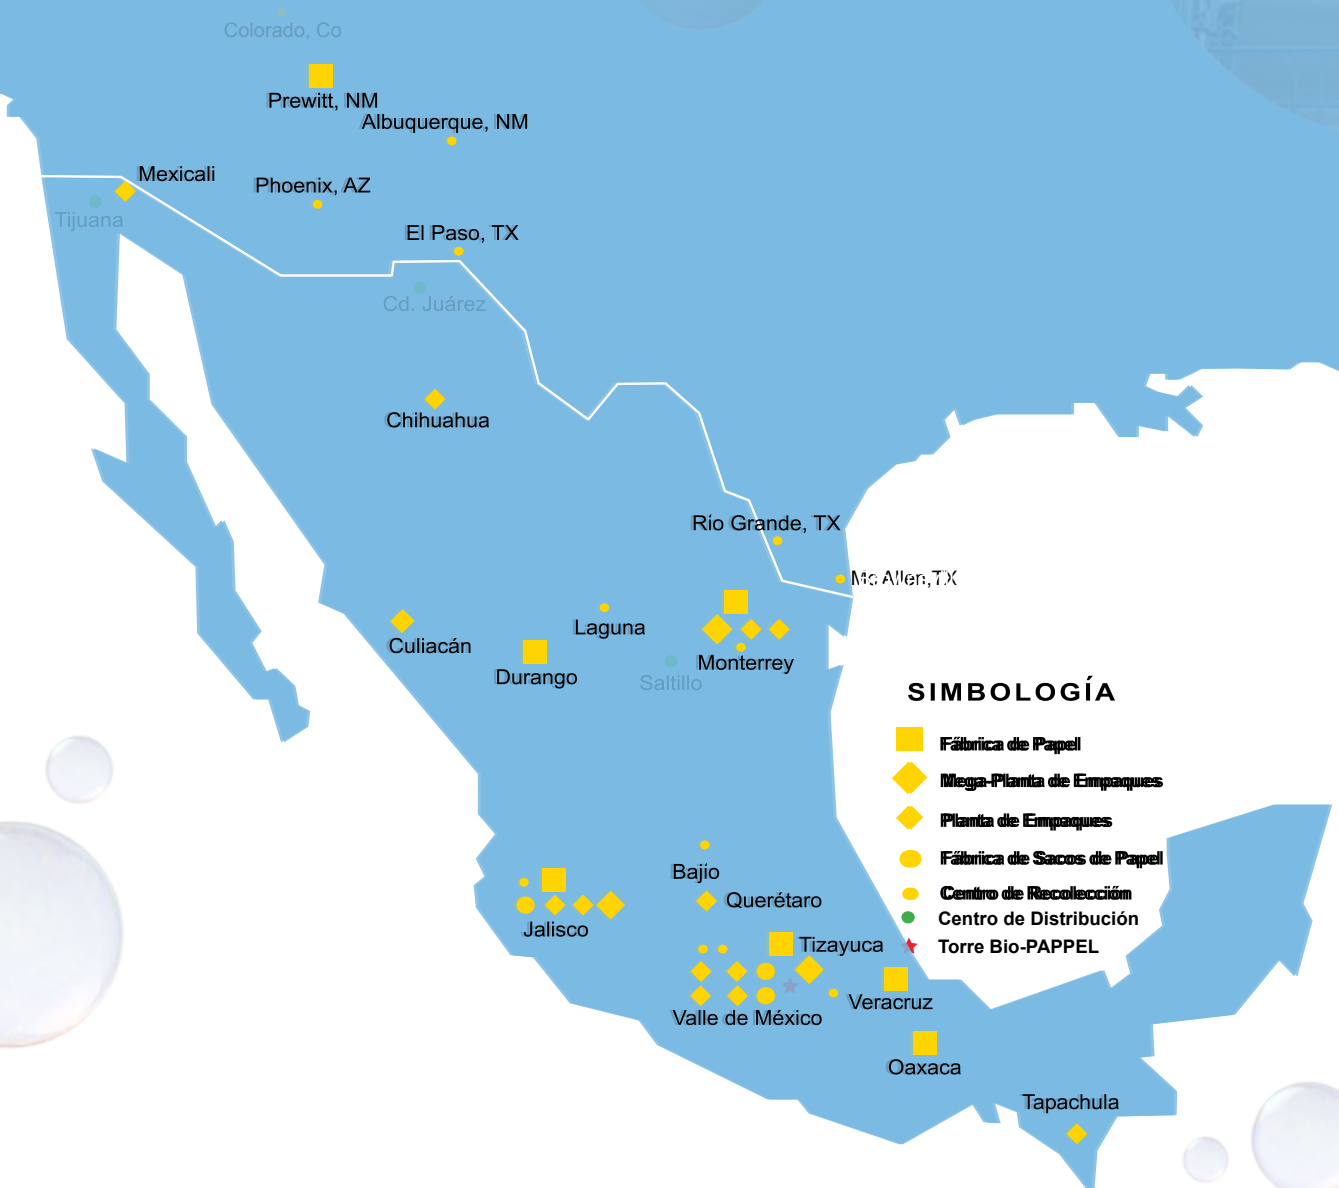 Colorado, Co
Prewitt, NM
Albuquerque, NM
Mexicali
Phoenix, AZ
Tijuana
El Paso, TX
Cd. Juárez
Chihuahua
Río Grande, TX
Mc Allen, TX
Laguna
Culiacán
Monterrey
Durango
Saltillo
SIMBOLOGÍA
Fábrica de Papel
Mega-Planta de Empaques
Planta de Empaques
Fábrica de Sacos de Papel
Centro de Recolección
Centro de Distribución
Torre Bio-PAPPEL
Bajío
Querétaro
Jalisco
Tizayuca
Veracruz
Valle de México
Oaxaca
Tapachula